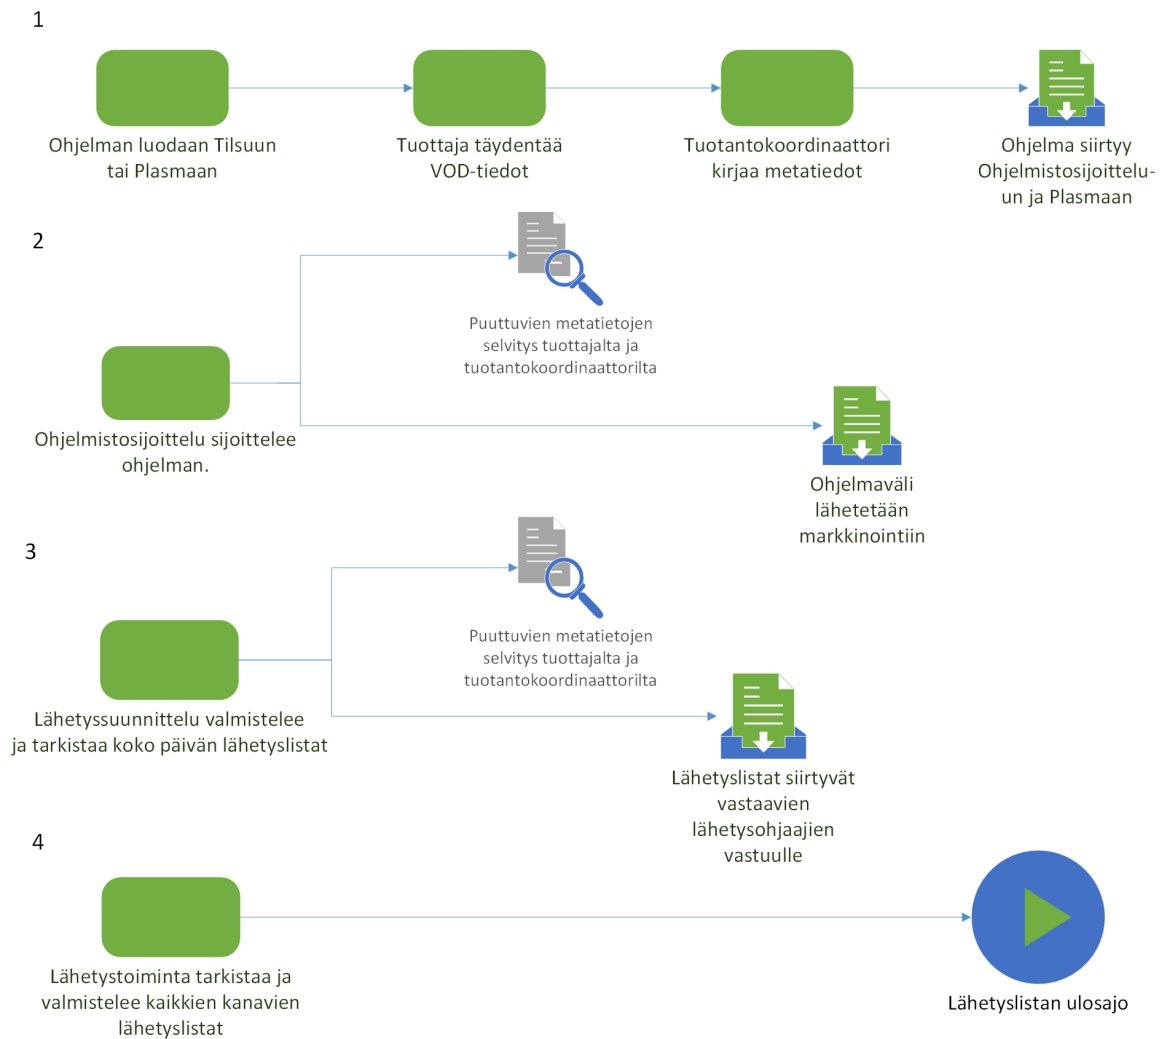 1
Ohjelman luodaan Tilsuun
tai Plasmaan
Tuottaja täydentää
VOD-tiedot
Tuotantokoordinaattori
kirjaa metatiedot
Ohjelma siirtyy
Ohjelmistosijoittelu-
un ja Plasmaan
2
Puuttuvien metatietojen
selvitys tuottajalta ja
tuotantokoordinaattorilta
Ohjelmistosijoittelu sijoittelee
ohjelman.
Ohjelmaväli
lähetetään
markkinointiin
3
Puuttuvien metatietojen
selvitys tuottajalta ja
tuotantokoordinaattorilta
Lähetyssuunnittelu valmistelee
ja tarkistaa koko päivän lähetyslistat
Lähetyslistat siirtyvät
vastaavien
lähetysohjaajien
vastuulle
4
Lähetystoiminta tarkistaa ja
valmistelee kaikkien kanavien
lähetyslistat
Lähetyslistan ulosajo